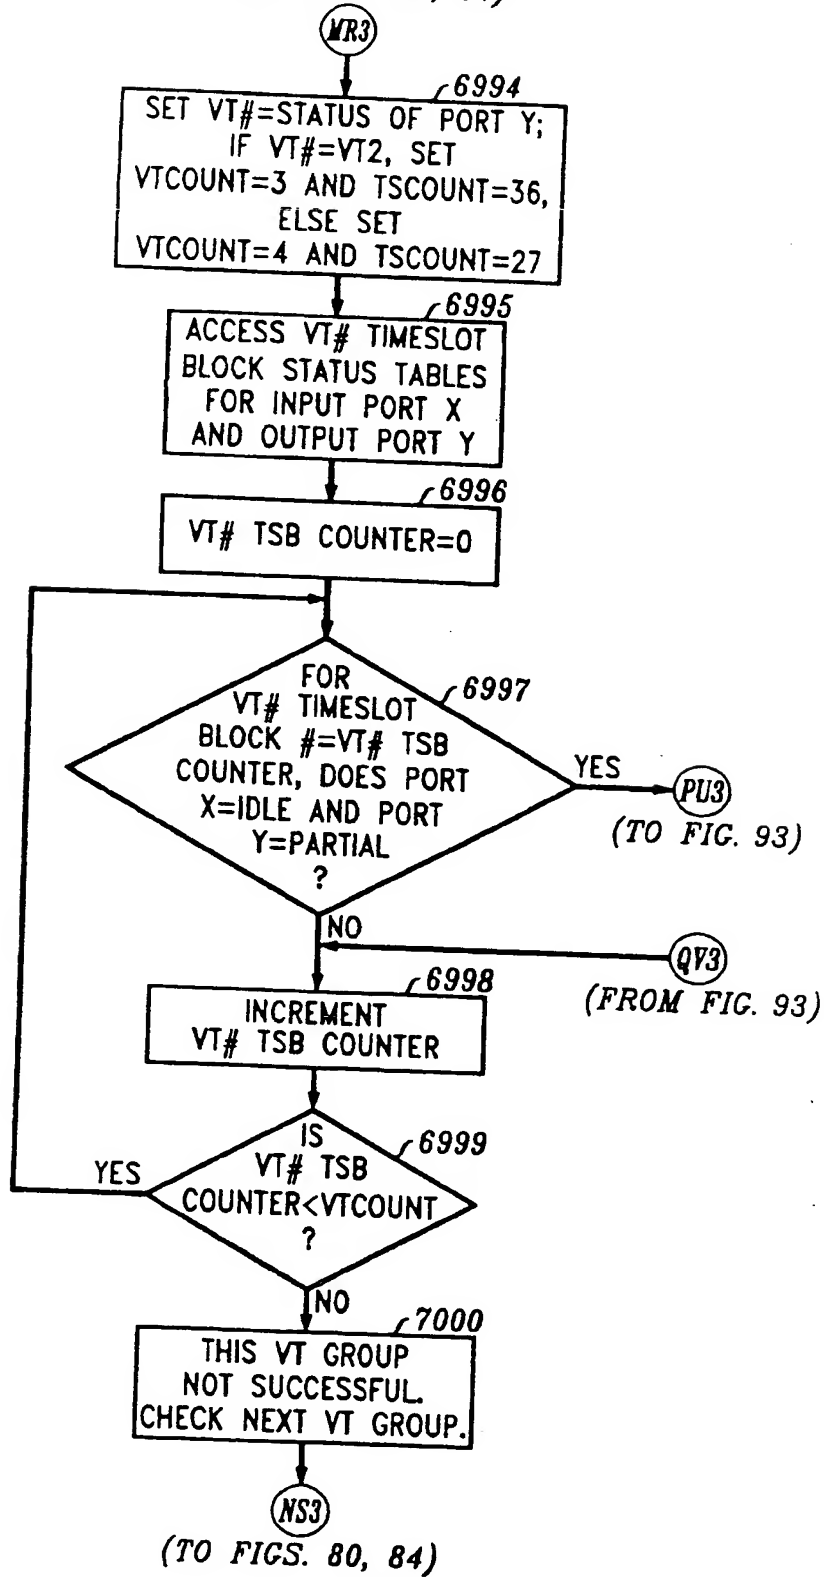 MR3
6994
SET VT#=STATUS OF PORT Y;
IF VT#=VT2, SET
VTCOUNT=3 AND TSCOUNT=36,
ELSE SET
VTCOUNT=4 AND TSCOUNT=27
6995
ACCESS VT# TIMESLOT
BLOCK STATUS TABLES
FOR INPUT PORT X
AND OUTPUT PORT Y
6996
VT# TSB COUNTER=0
6997
FOR
VT# TIMESLOT
BLOCK #=VT# TSB
COUNTER, DOES PORT
X=IDLE AND PORT
Y=PARTIAL
?
YES
PU3
(TO FIG. 93)
NO
QV3
(FROM FIG. 93)
6998
INCREMENT
VT# TSB COUNTER
6999
IS
VT# TSB
COUNTER<VTCOUNT
?
YES
NO
7000
THIS VT GROUP
NOT SUCCESSFUL.
CHECK NEXT VT GROUP.
NS3
(TO FIGS. 80, 84)